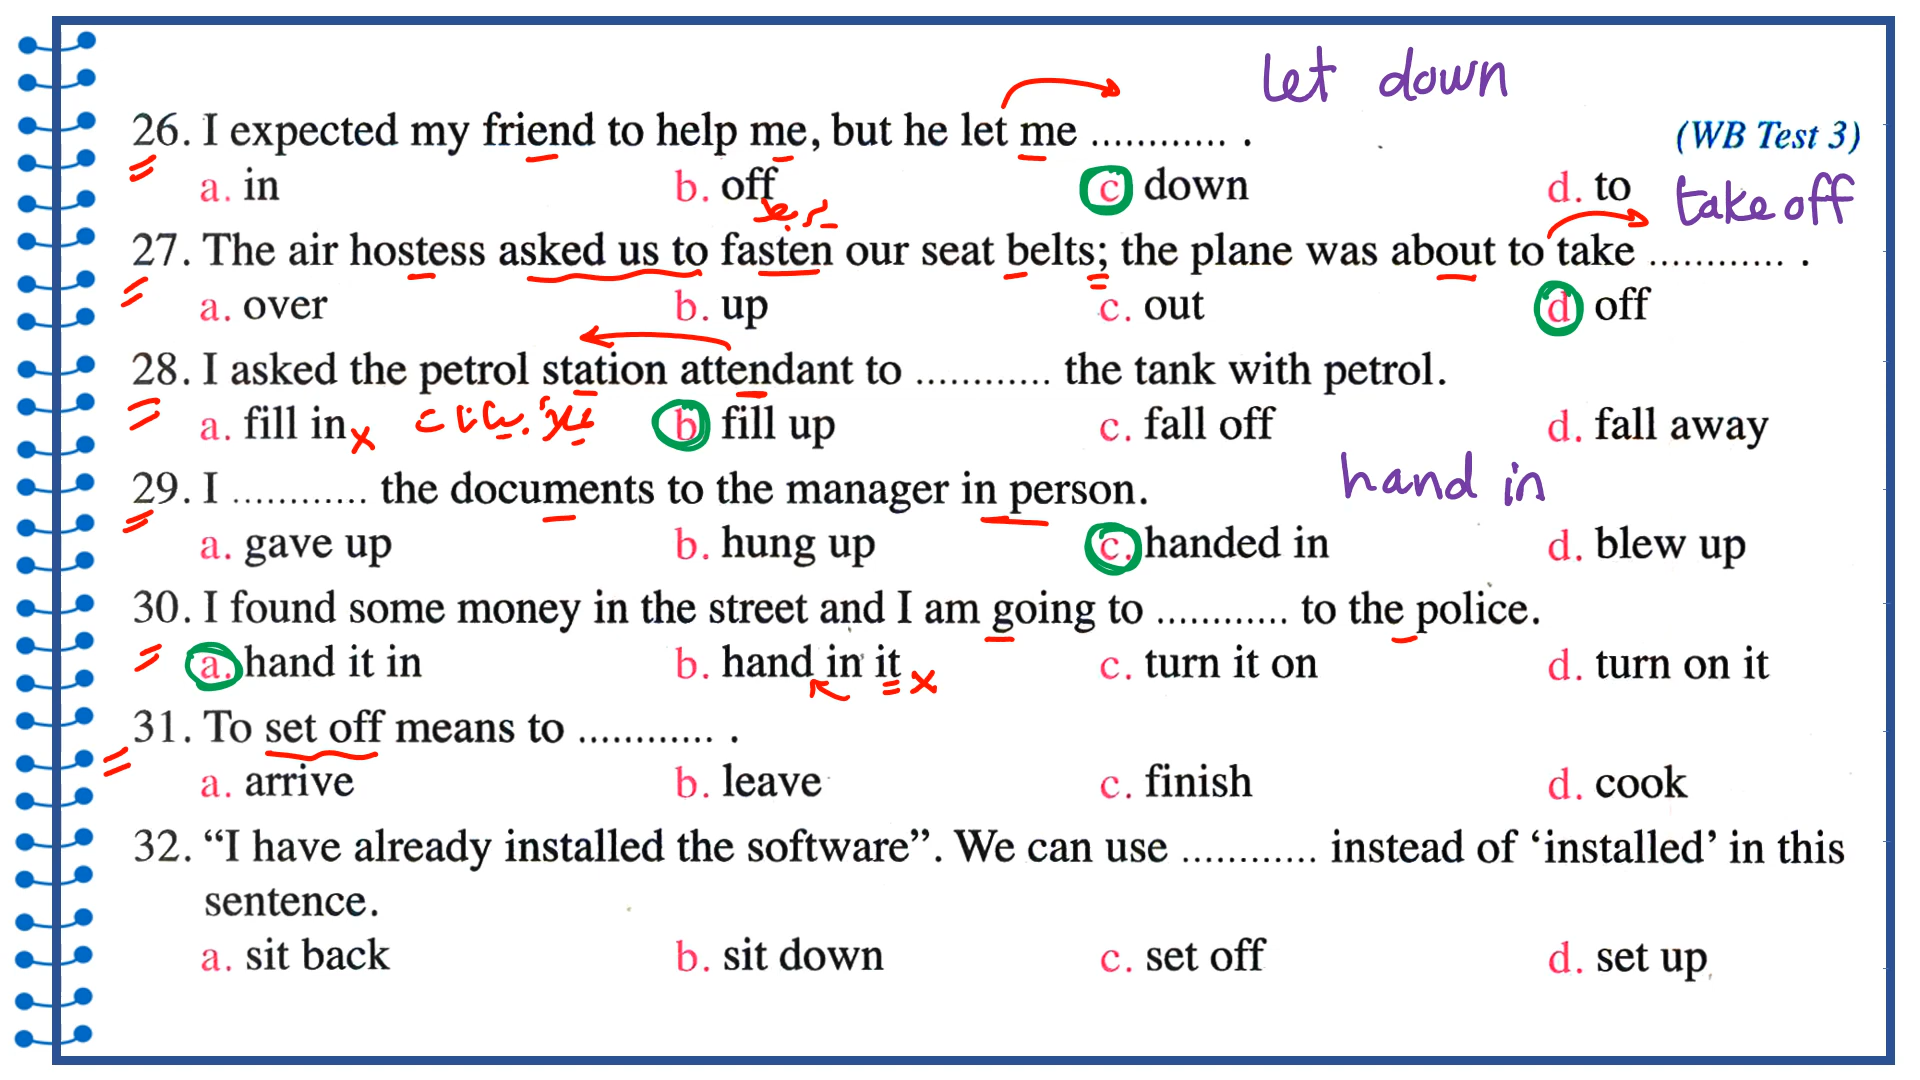 let down
26. I expected my friend to help me, but he let me ............ .
(WB Test 3)
a. in b. off c. down d. to
take off
يربط
27. The air hostess asked us to fasten our seat belts; the plane was about to take ............ .
a. over b. up c. out d. off
28. I asked the petrol station attendant to ............ the tank with petrol.
a. fill in x يملأ بيانات b. fill up c. fall off d. fall away
hand in
29. I ............ the documents to the manager in person.
a. gave up b. hung up c. handed in d. blew up
30. I found some money in the street and I am going to ............ to the police.
a. hand it in b. hand in it x c. turn it on d. turn on it
31. To set off means to ............ .
a. arrive b. leave c. finish d. cook
32. “I have already installed the software”. We can use ............ instead of ‘installed’ in this
sentence.
a. sit back b. sit down c. set off d. set up